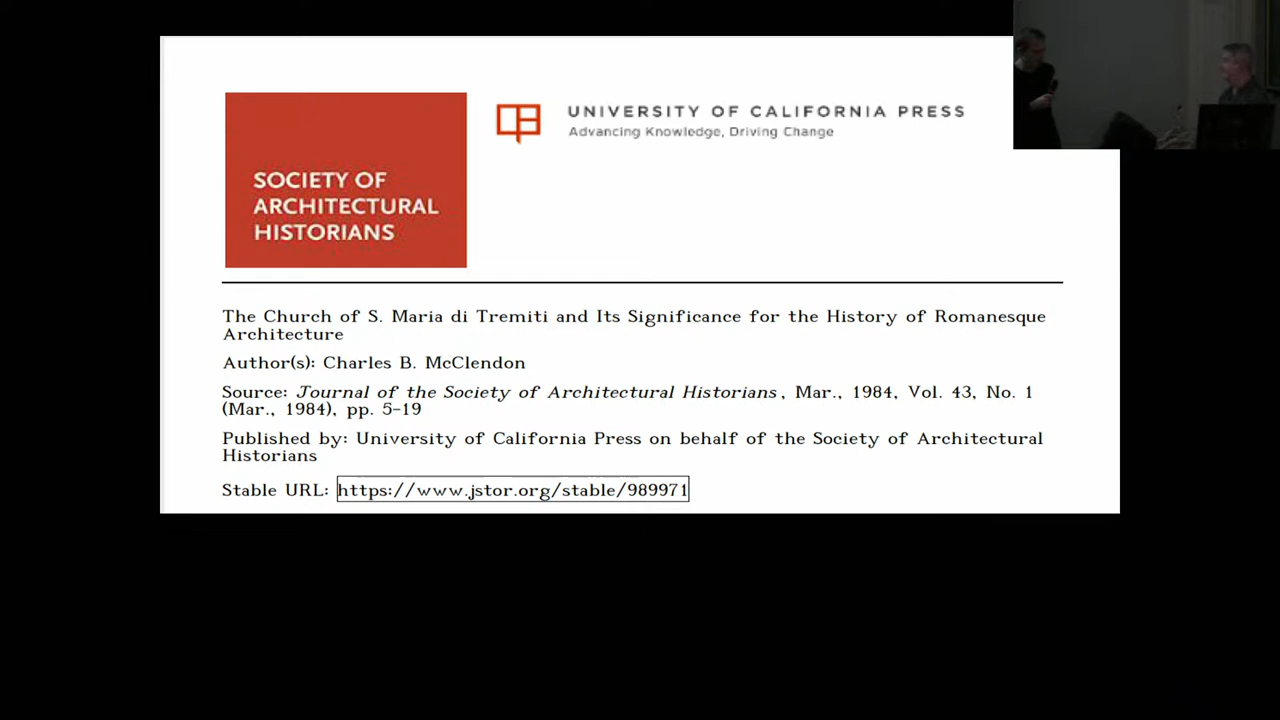 SOCIETY OF
ARCHITECTURAL
HISTORIANS
UNIVERSITY OF CALIFORNIA PRESS
Advancing Knowledge, Driving Change
The Church of S. Maria di Tremiti and Its Significance for the History of Romanesque
Architecture
Author(s): Charles B. McClendon
Source: Journal of the Society of Architectural Historians, Mar., 1984, Vol. 43, No. 1
(Mar., 1984), pp. 5-19
Published by: University of California Press on behalf of the Society of Architectural
Historians
Stable URL: https://www.jstor.org/stable/989971